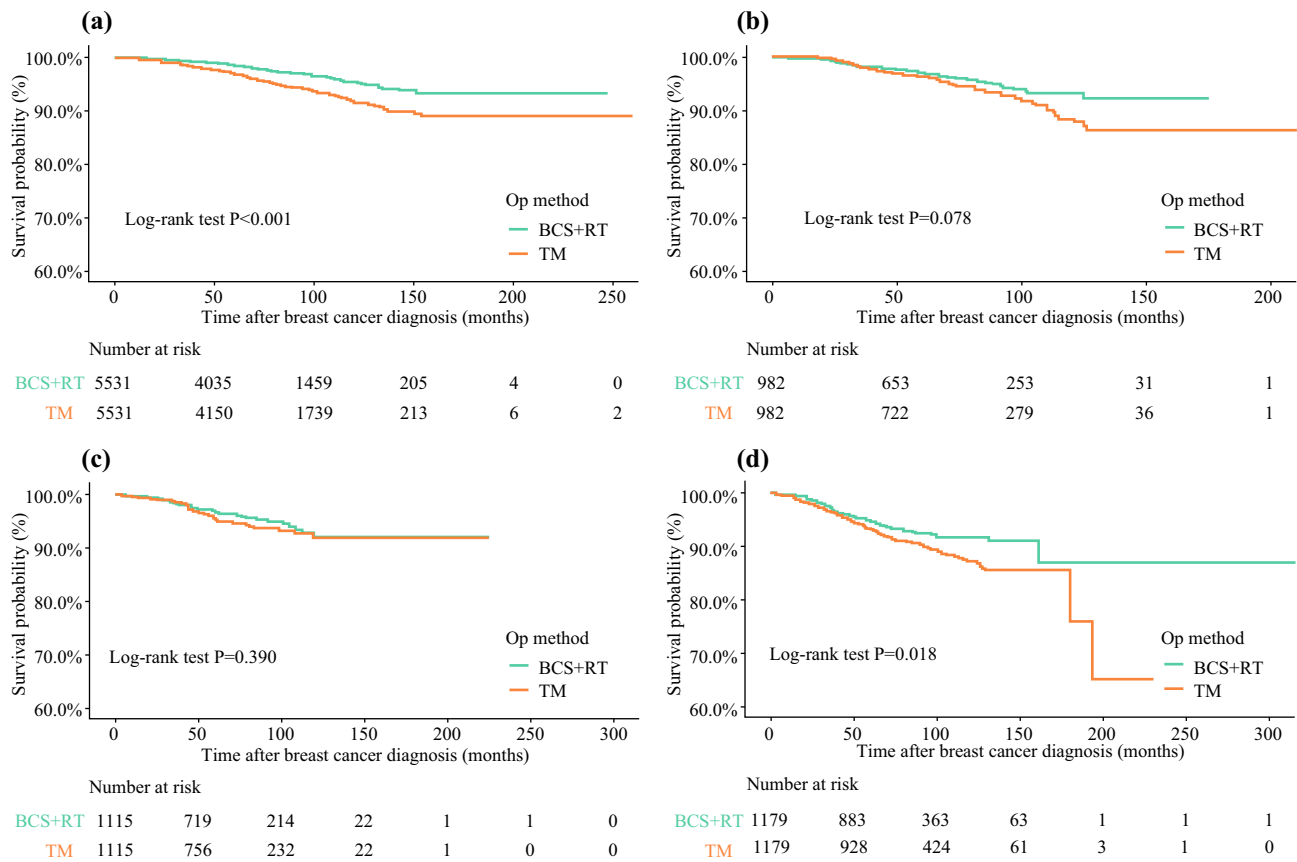 (a)
Survival probability (%)
100.0%
90.0%
80.0%
70.0%
60.0%
Log-rank test P<0.001
Op method
BCS+RT
TM
0 50 100 150 200 250
Time after breast cancer diagnosis (months)
Number at risk
BCS+RT 5531 4035 1459 205 4 0
TM 5531 4150 1739 213 6 2
(b)
Survival probability (%)
100.0%
90.0%
80.0%
70.0%
60.0%
Log-rank test P=0.078
Op method
BCS+RT
TM
0 50 100 150 200
Time after breast cancer diagnosis (months)
Number at risk
BCS+RT 982 653 253 31 1
TM 982 722 279 36 1
(c)
Survival probability (%)
100.0%
90.0%
80.0%
70.0%
60.0%
Log-rank test P=0.390
Op method
BCS+RT
TM
0 50 100 150 200 250 300
Time after breast cancer diagnosis (months)
Number at risk
BCS+RT 1115 719 214 22 1 1 0
TM 1115 756 232 22 1 0 0
(d)
Survival probability (%)
100.0%
90.0%
80.0%
70.0%
60.0%
Log-rank test P=0.018
Op method
BCS+RT
TM
0 50 100 150 200 250 300
Time after breast cancer diagnosis (months)
Number at risk
BCS+RT 1179 883 363 63 1 1 1
TM 1179 928 424 61 3 1 0